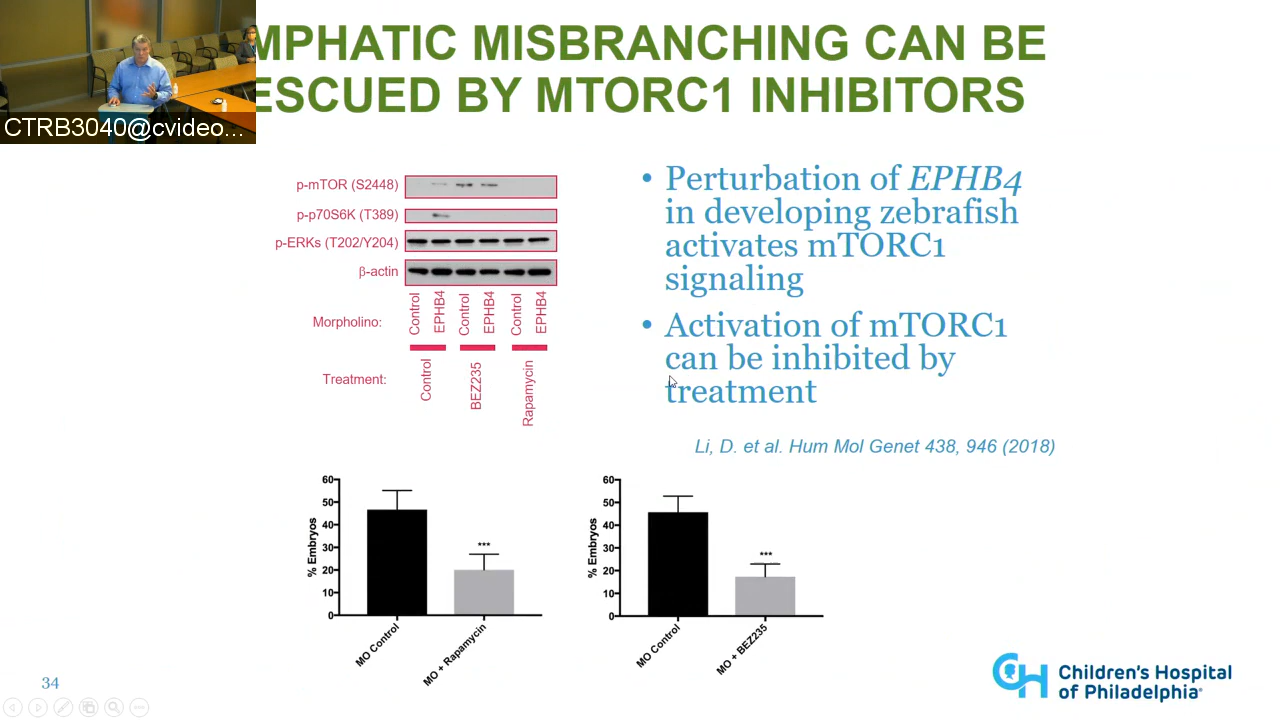 MPHATIC MISBRANCHING CAN BE
ESCUED BY MTORC1 INHIBITORS
CTRB3040@cvideo...
p-mTOR (S2448)
p-p70S6K (T389)
p-ERKs (T202/Y204)
β-actin
Morpholino:
Control
EPHB4
Control
EPHB4
Control
EPHB4
Treatment:
Control
BEZ235
Rapamycin
• Perturbation of EPHB4
in developing zebrafish
activates mTORC1
signaling
• Activation of mTORC1
can be inhibited by
treatment
Li, D. et al. Hum Mol Genet 438, 946 (2018)
% Embryos
60
50
40
30
20
10
0
***
MO Control
MO + Rapamycin
% Embryos
60
50
40
30
20
10
0
***
MO Control
MO + BEZ235
34
CH
Children's Hospital
of Philadelphia